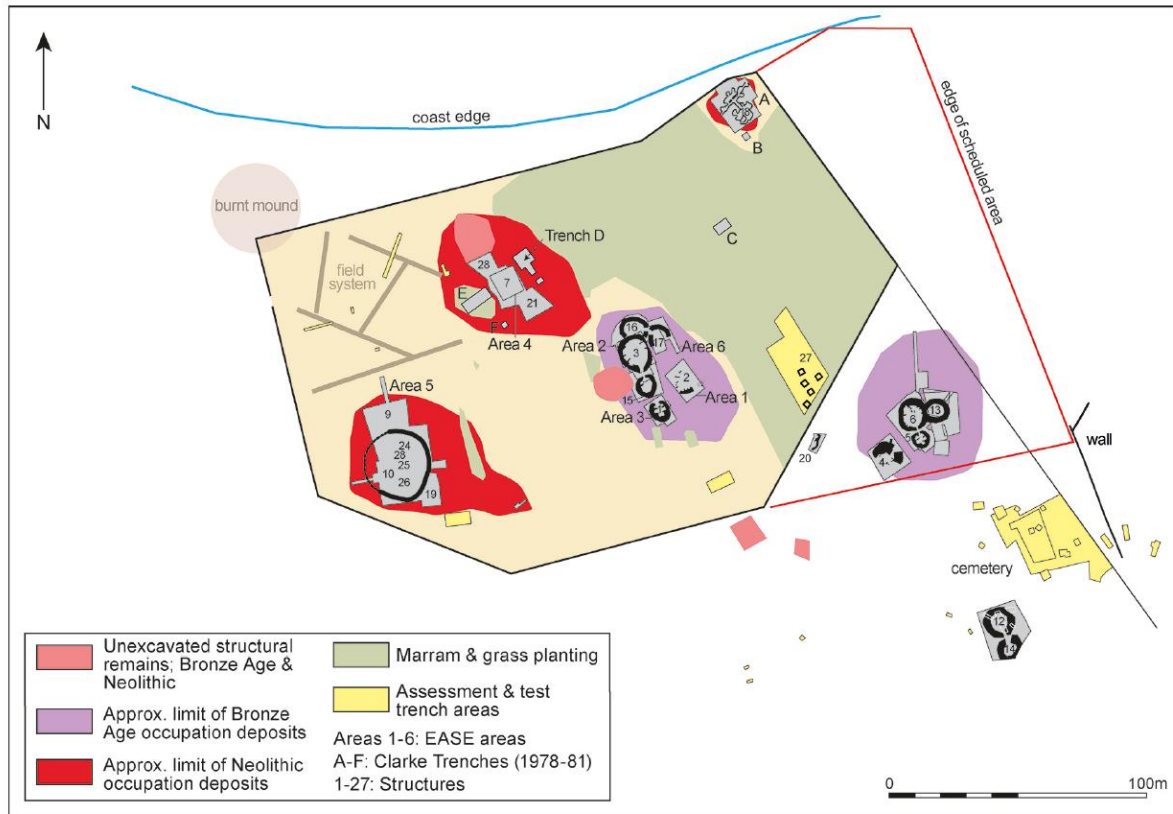 N
coast edge
edge of scheduled area
A
B
burnt mound
C
Trench D
field
system
28
7
E
21
F
Area 4
16
Area 2
17
Area 6
3
27
2
15
Area 1
Area 3
Area 5
9
24
28
25
10
26
19
20
6
13
5
4
wall
cemetery
12
14
Unexcavated structural
remains; Bronze Age &
Neolithic
Approx. limit of Bronze
Age occupation deposits
Approx. limit of Neolithic
occupation deposits
Marram & grass planting
Assessment & test
trench areas
Areas 1-6: EASE areas
A-F: Clarke Trenches (1978-81)
1-27: Structures
0
100m